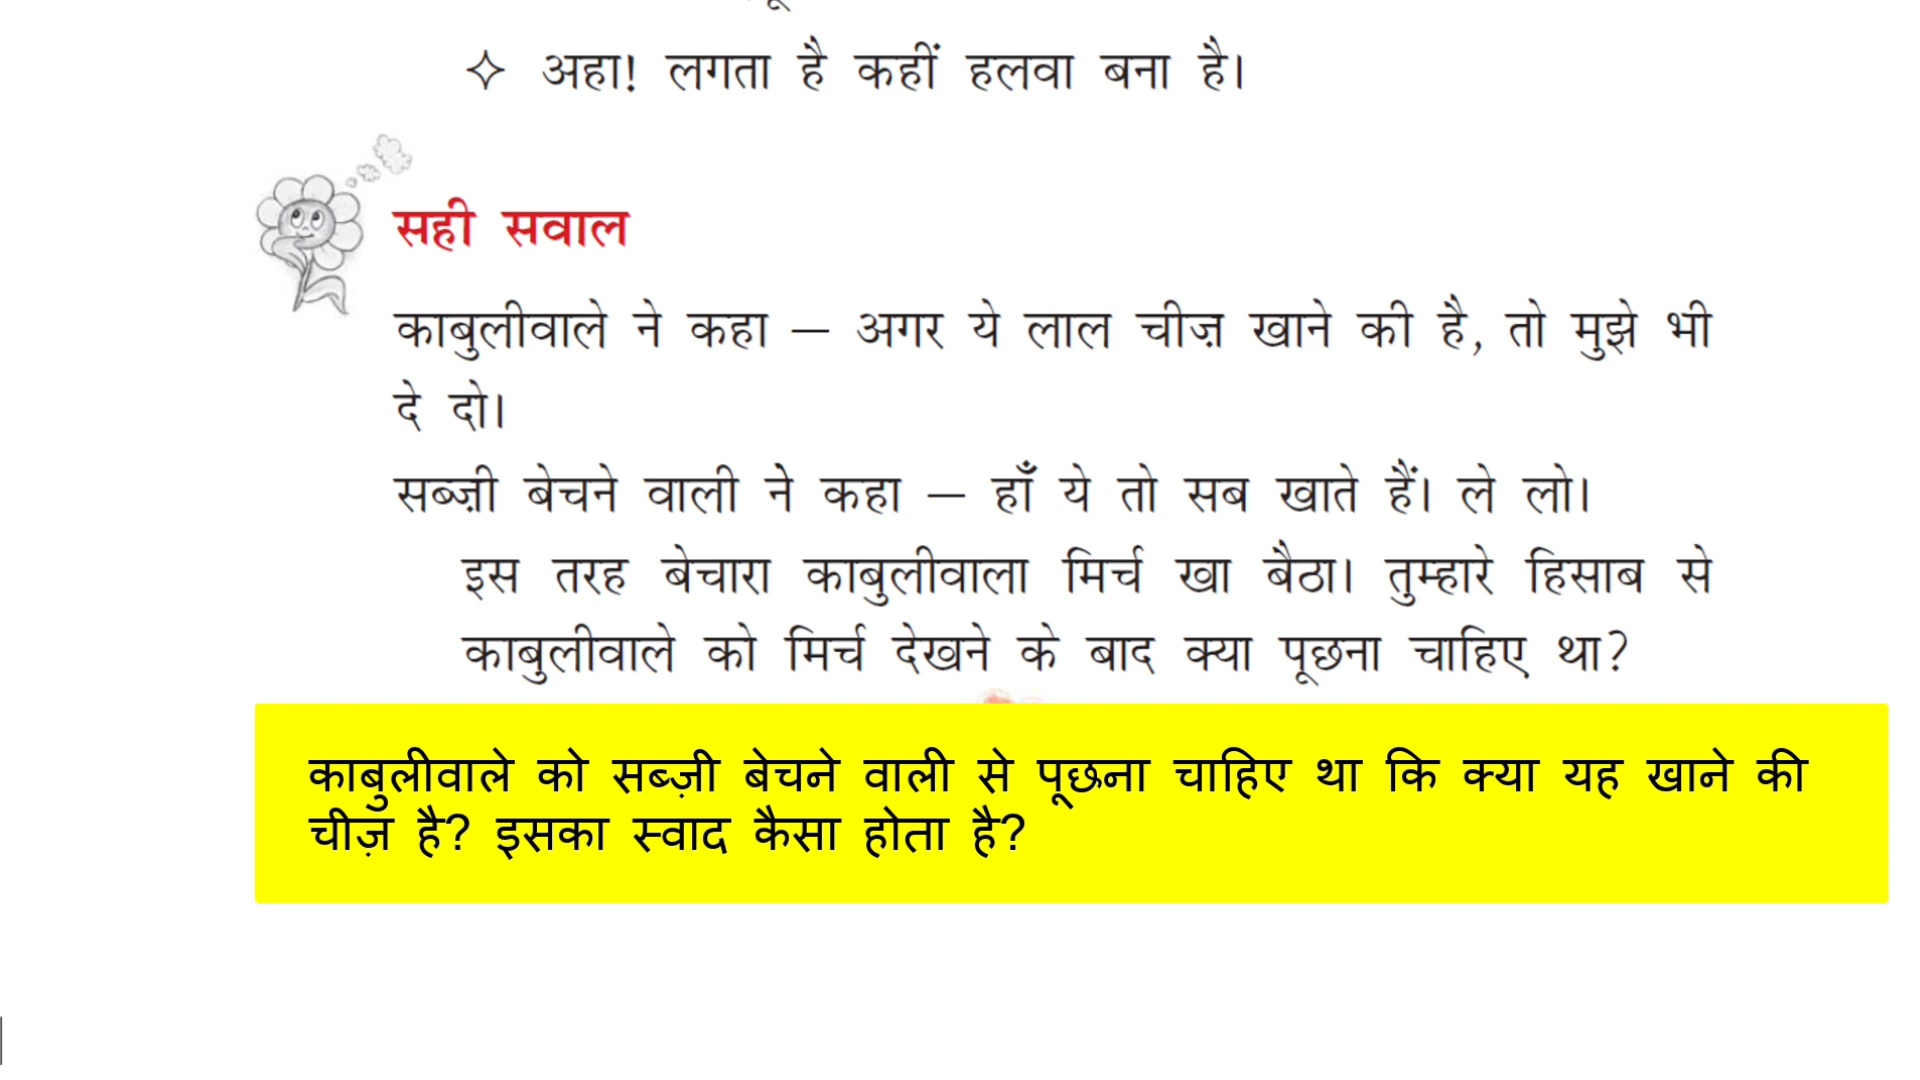 ✧ अहा! लगता है कहीं हलवा बना है।
सही सवाल
काबुलीवाले ने कहा – अगर ये लाल चीज़ खाने की है, तो मुझे भी
दे दो।
सब्ज़ी बेचने वाली ने कहा – हाँ ये तो सब खाते हैं। ले लो।
इस तरह बेचारा काबुलीवाला मिर्च खा बैठा। तुम्हारे हिसाब से
काबुलीवाले को मिर्च देखने के बाद क्या पूछना चाहिए था?
काबुलीवाले को सब्ज़ी बेचने वाली से पूछना चाहिए था कि क्या यह खाने की
चीज़ है? इसका स्वाद कैसा होता है?